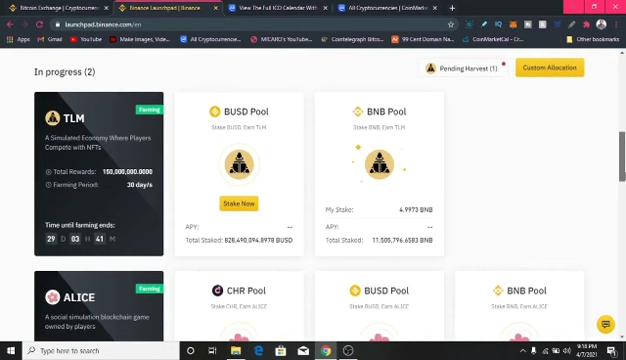 Bitcoin Exchange | Cryptocurren
Binance Launchpad | Binance
View The Full ICO Calendar With
All Cryptocurrencies | CoinMarke
launchpad.binance.com/en
Apps
Gmail
YouTube
Make Images, Vide...
All Cryptocurrencie...
MICARO's YouTube...
Cointelegraph Bitco...
99 Cent Domain Na...
CoinMarketCal - Cr...
Other bookmarks
In progress (2)
Pending Harvest (1)
Custom Allocation
TLM
Farming
A Simulated Economy Where Players
Compete with NFTs
Total Rewards: 150,000,000.0000
Farming Period: 30 day/s
Time until farming ends:
29 D 03 H 41 M
BUSD Pool
Stake BUSD, Earn TLM
Stake Now
APY: --
Total Staked: 828,490,094.8978 BUSD
BNB Pool
Stake BNB, Earn TLM
My Stake: 4.9973 BNB
APY: --
Total Staked: 11,505,796.6583 BNB
ALICE
Farming
A social simulation blockchain game
owned by players
CHR Pool
Stake CHR, Earn ALICE
BUSD Pool
Stake BUSD, Earn ALICE
BNB Pool
Stake BNB, Earn ALICE
Type here to search
9:14 PM
4/7/2021